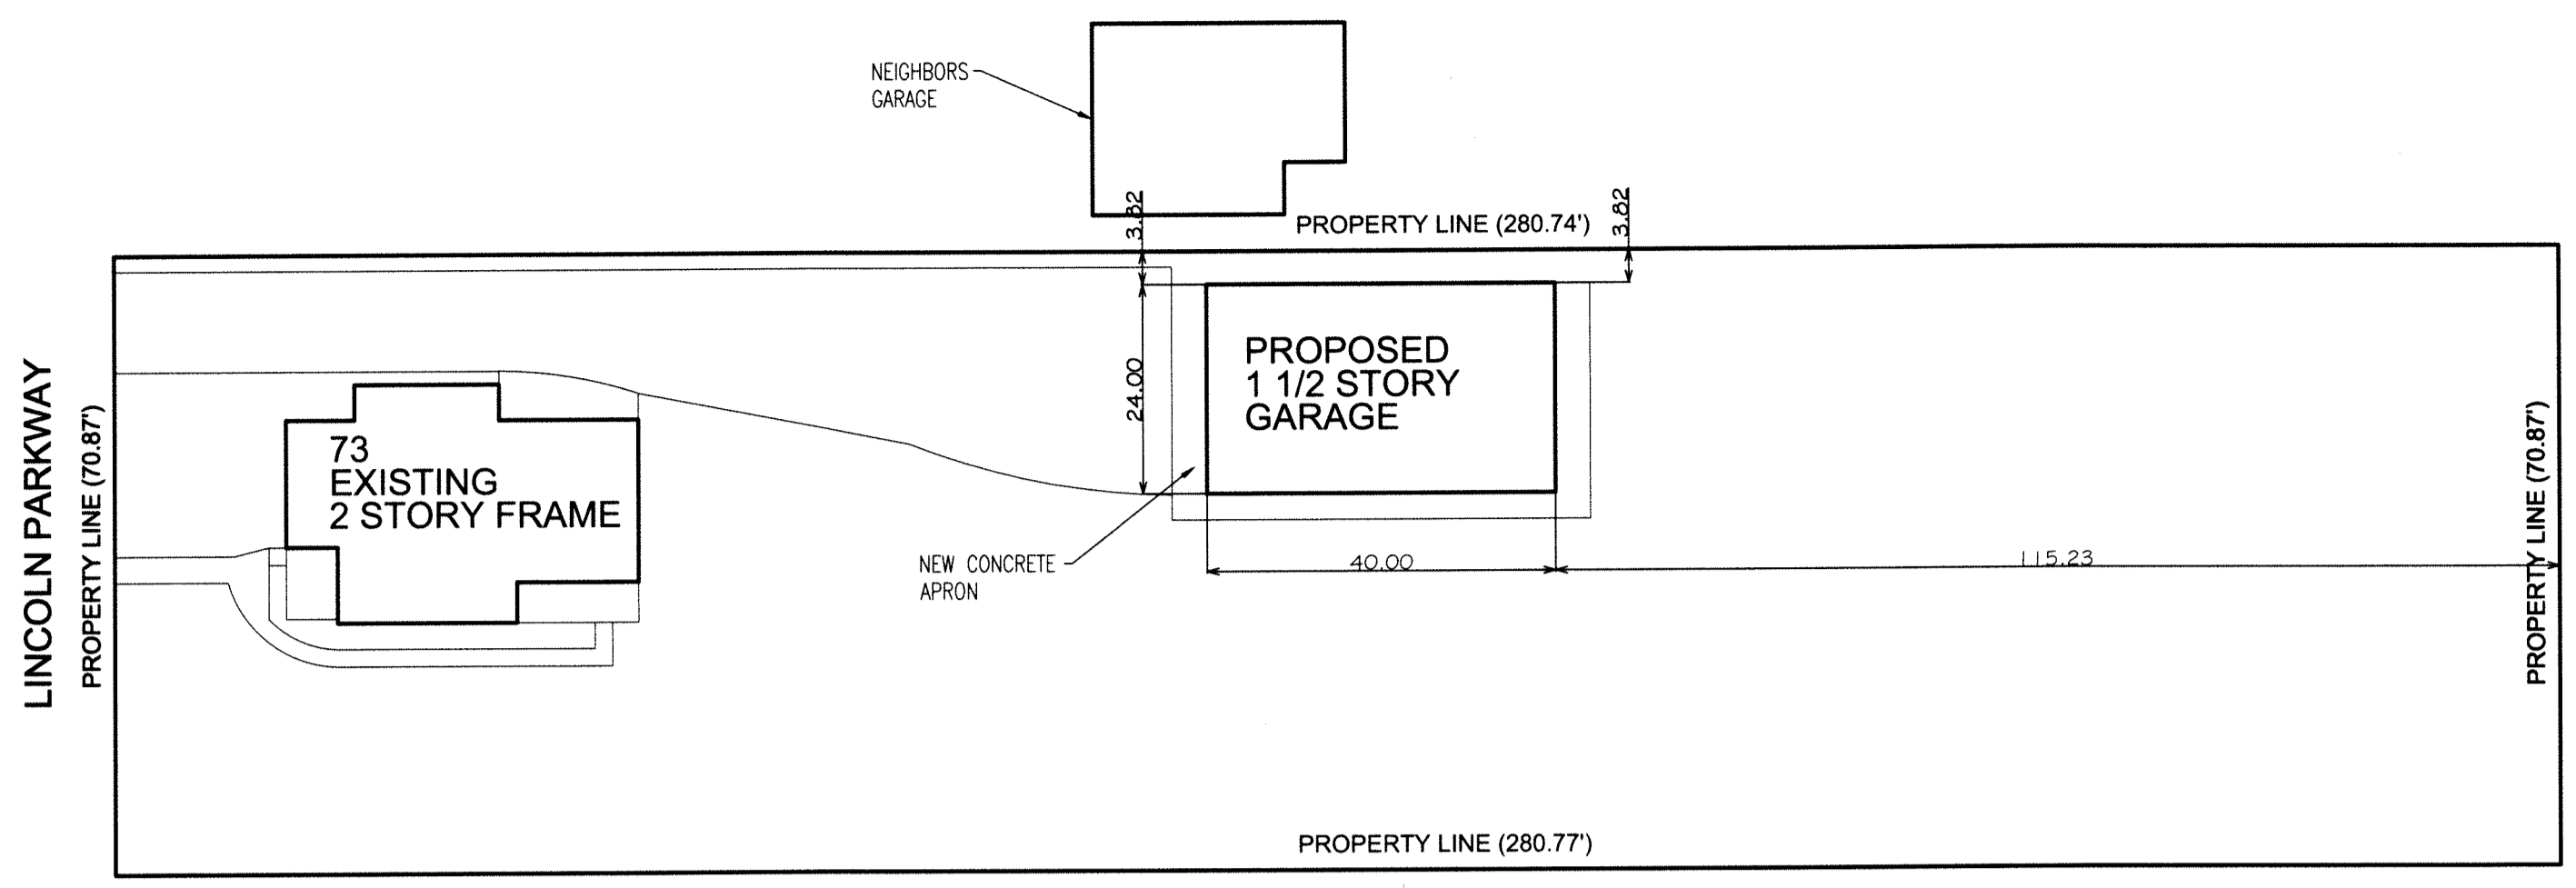 NEIGHBORS
GARAGE
3.82
3.82
PROPERTY LINE (280.74')
LINCOLN PARKWAY
PROPERTY LINE (70.87')
73
EXISTING
2 STORY FRAME
24.00
PROPOSED
1 1/2 STORY
GARAGE
NEW CONCRETE
APRON
40.00
115.23
PROPERTY LINE (70.87')
PROPERTY LINE (280.77')